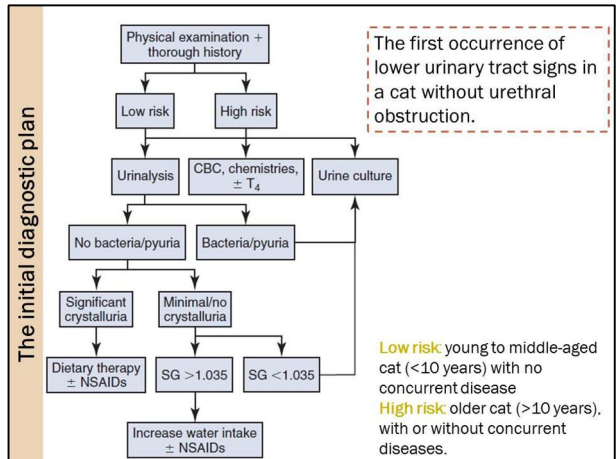 The initial diagnostic plan
Physical examination +
thorough history
The first occurrence of
lower urinary tract signs in
a cat without urethral
obstruction.
Low risk
High risk
Urinalysis
CBC, chemistries,
± T4
Urine culture
No bacteria/pyuria
Bacteria/pyuria
Significant
crystalluria
Minimal/no
crystalluria
Dietary therapy
± NSAIDs
SG >1.035
SG <1.035
Increase water intake
± NSAIDs
Low risk: young to middle-aged
cat (<10 years) with no
concurrent disease
High risk: older cat (>10 years),
with or without concurrent
diseases.